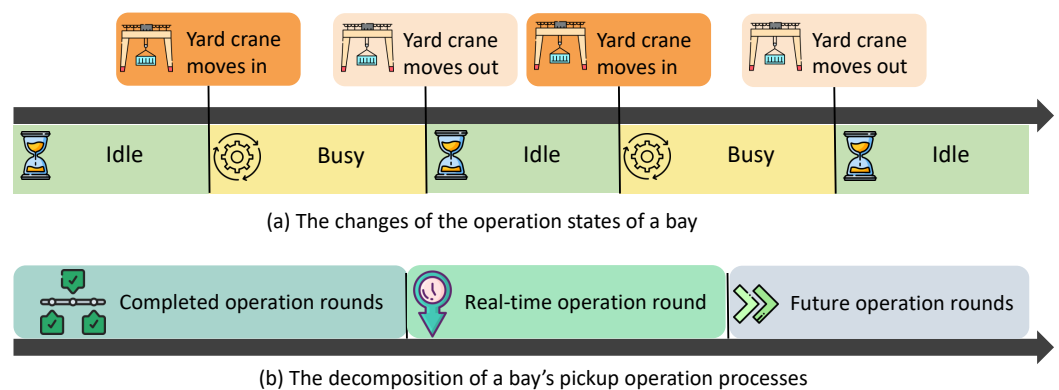 Yard crane
moves in
Yard crane
moves out
Yard crane
moves in
Yard crane
moves out
Idle
Busy
Idle
Busy
Idle
(a) The changes of the operation states of a bay
Completed operation rounds
Real-time operation round
Future operation rounds
(b) The decomposition of a bay's pickup operation processes